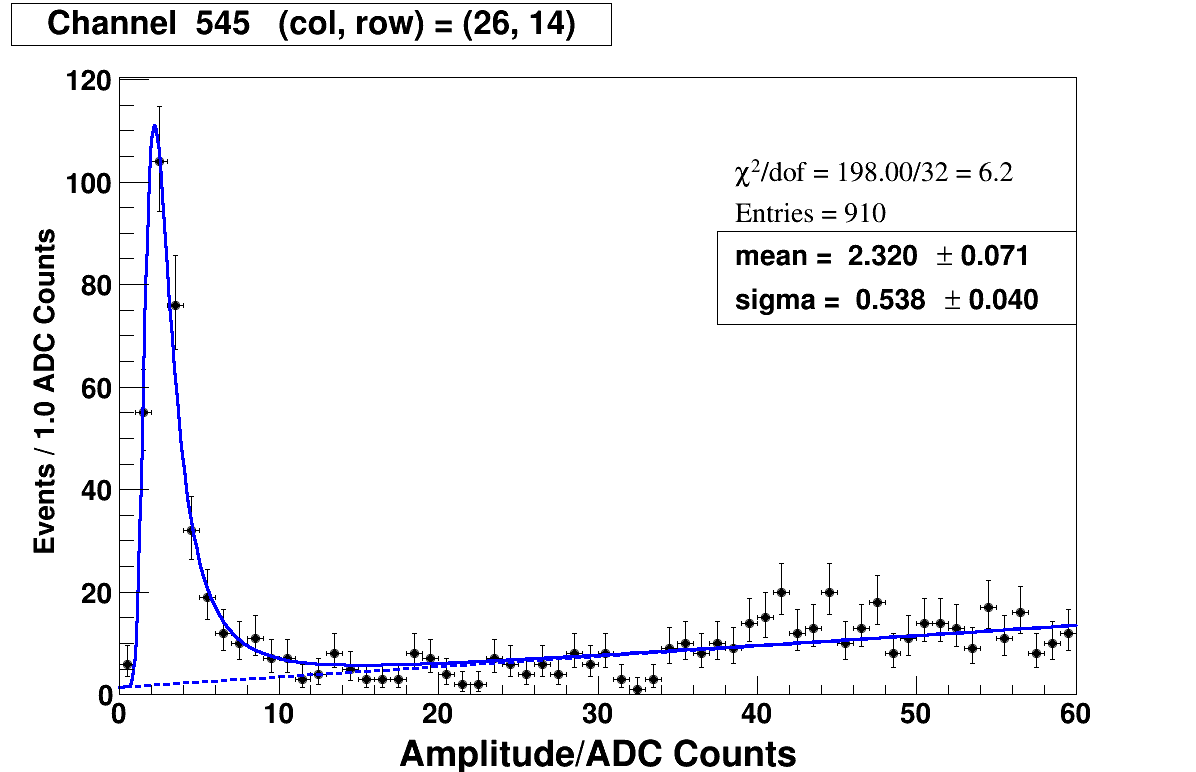 Channel 545 (col, row) = (26, 14)
120
100
80
60
40
20
0
Events / 1.0 ADC Counts
χ²/dof = 198.00/32 = 6.2
Entries = 910
mean = 2.320 ± 0.071
sigma = 0.538 ± 0.040
0 10 20 30 40 50 60
Amplitude/ADC Counts